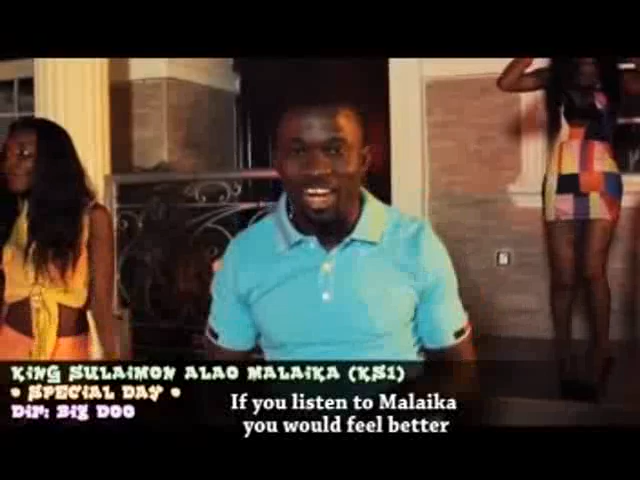 KING SULAIMON ALAO MALAIKA (KS1)
• SPECIAL DAY •
DIR: BIG DOO
If you listen to Malaika
you would feel better